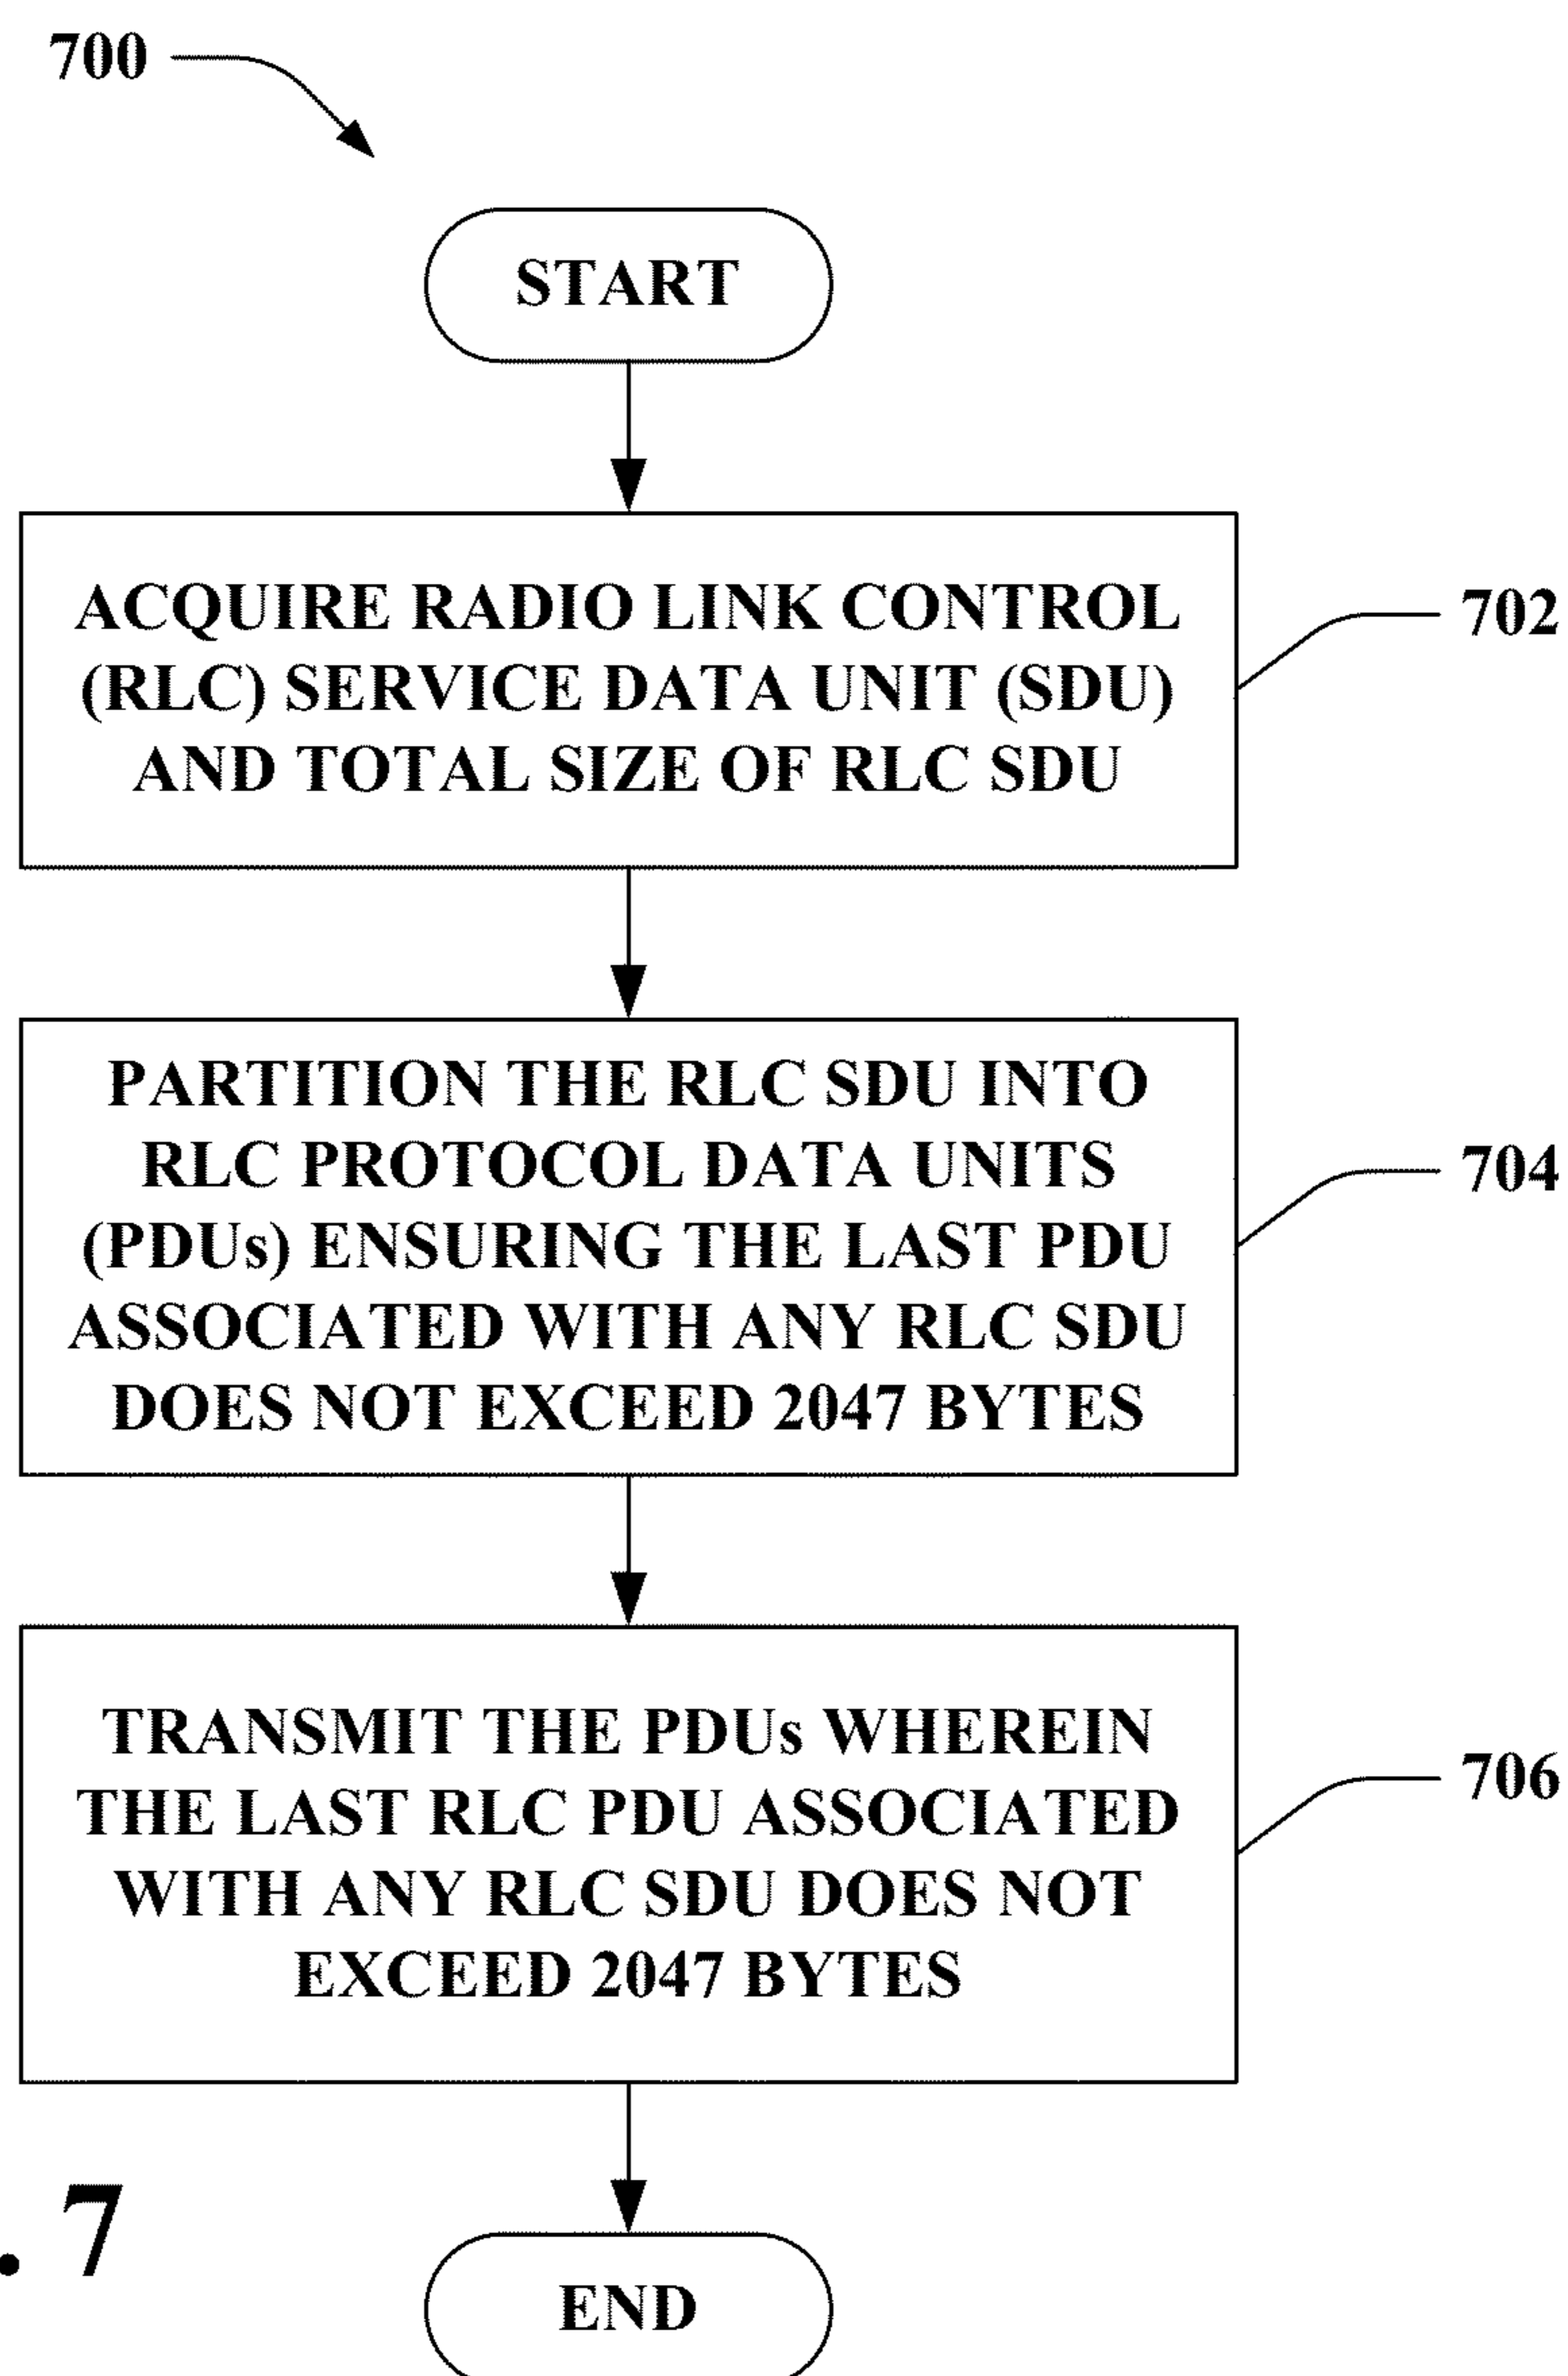 700
START
ACQUIRE RADIO LINK CONTROL
(RLC) SERVICE DATA UNIT (SDU)
AND TOTAL SIZE OF RLC SDU
702
PARTITION THE RLC SDU INTO
RLC PROTOCOL DATA UNITS
(PDUs) ENSURING THE LAST PDU
ASSOCIATED WITH ANY RLC SDU
DOES NOT EXCEED 2047 BYTES
704
TRANSMIT THE PDUs WHEREIN
THE LAST RLC PDU ASSOCIATED
WITH ANY RLC SDU DOES NOT
EXCEED 2047 BYTES
706
. 7
END